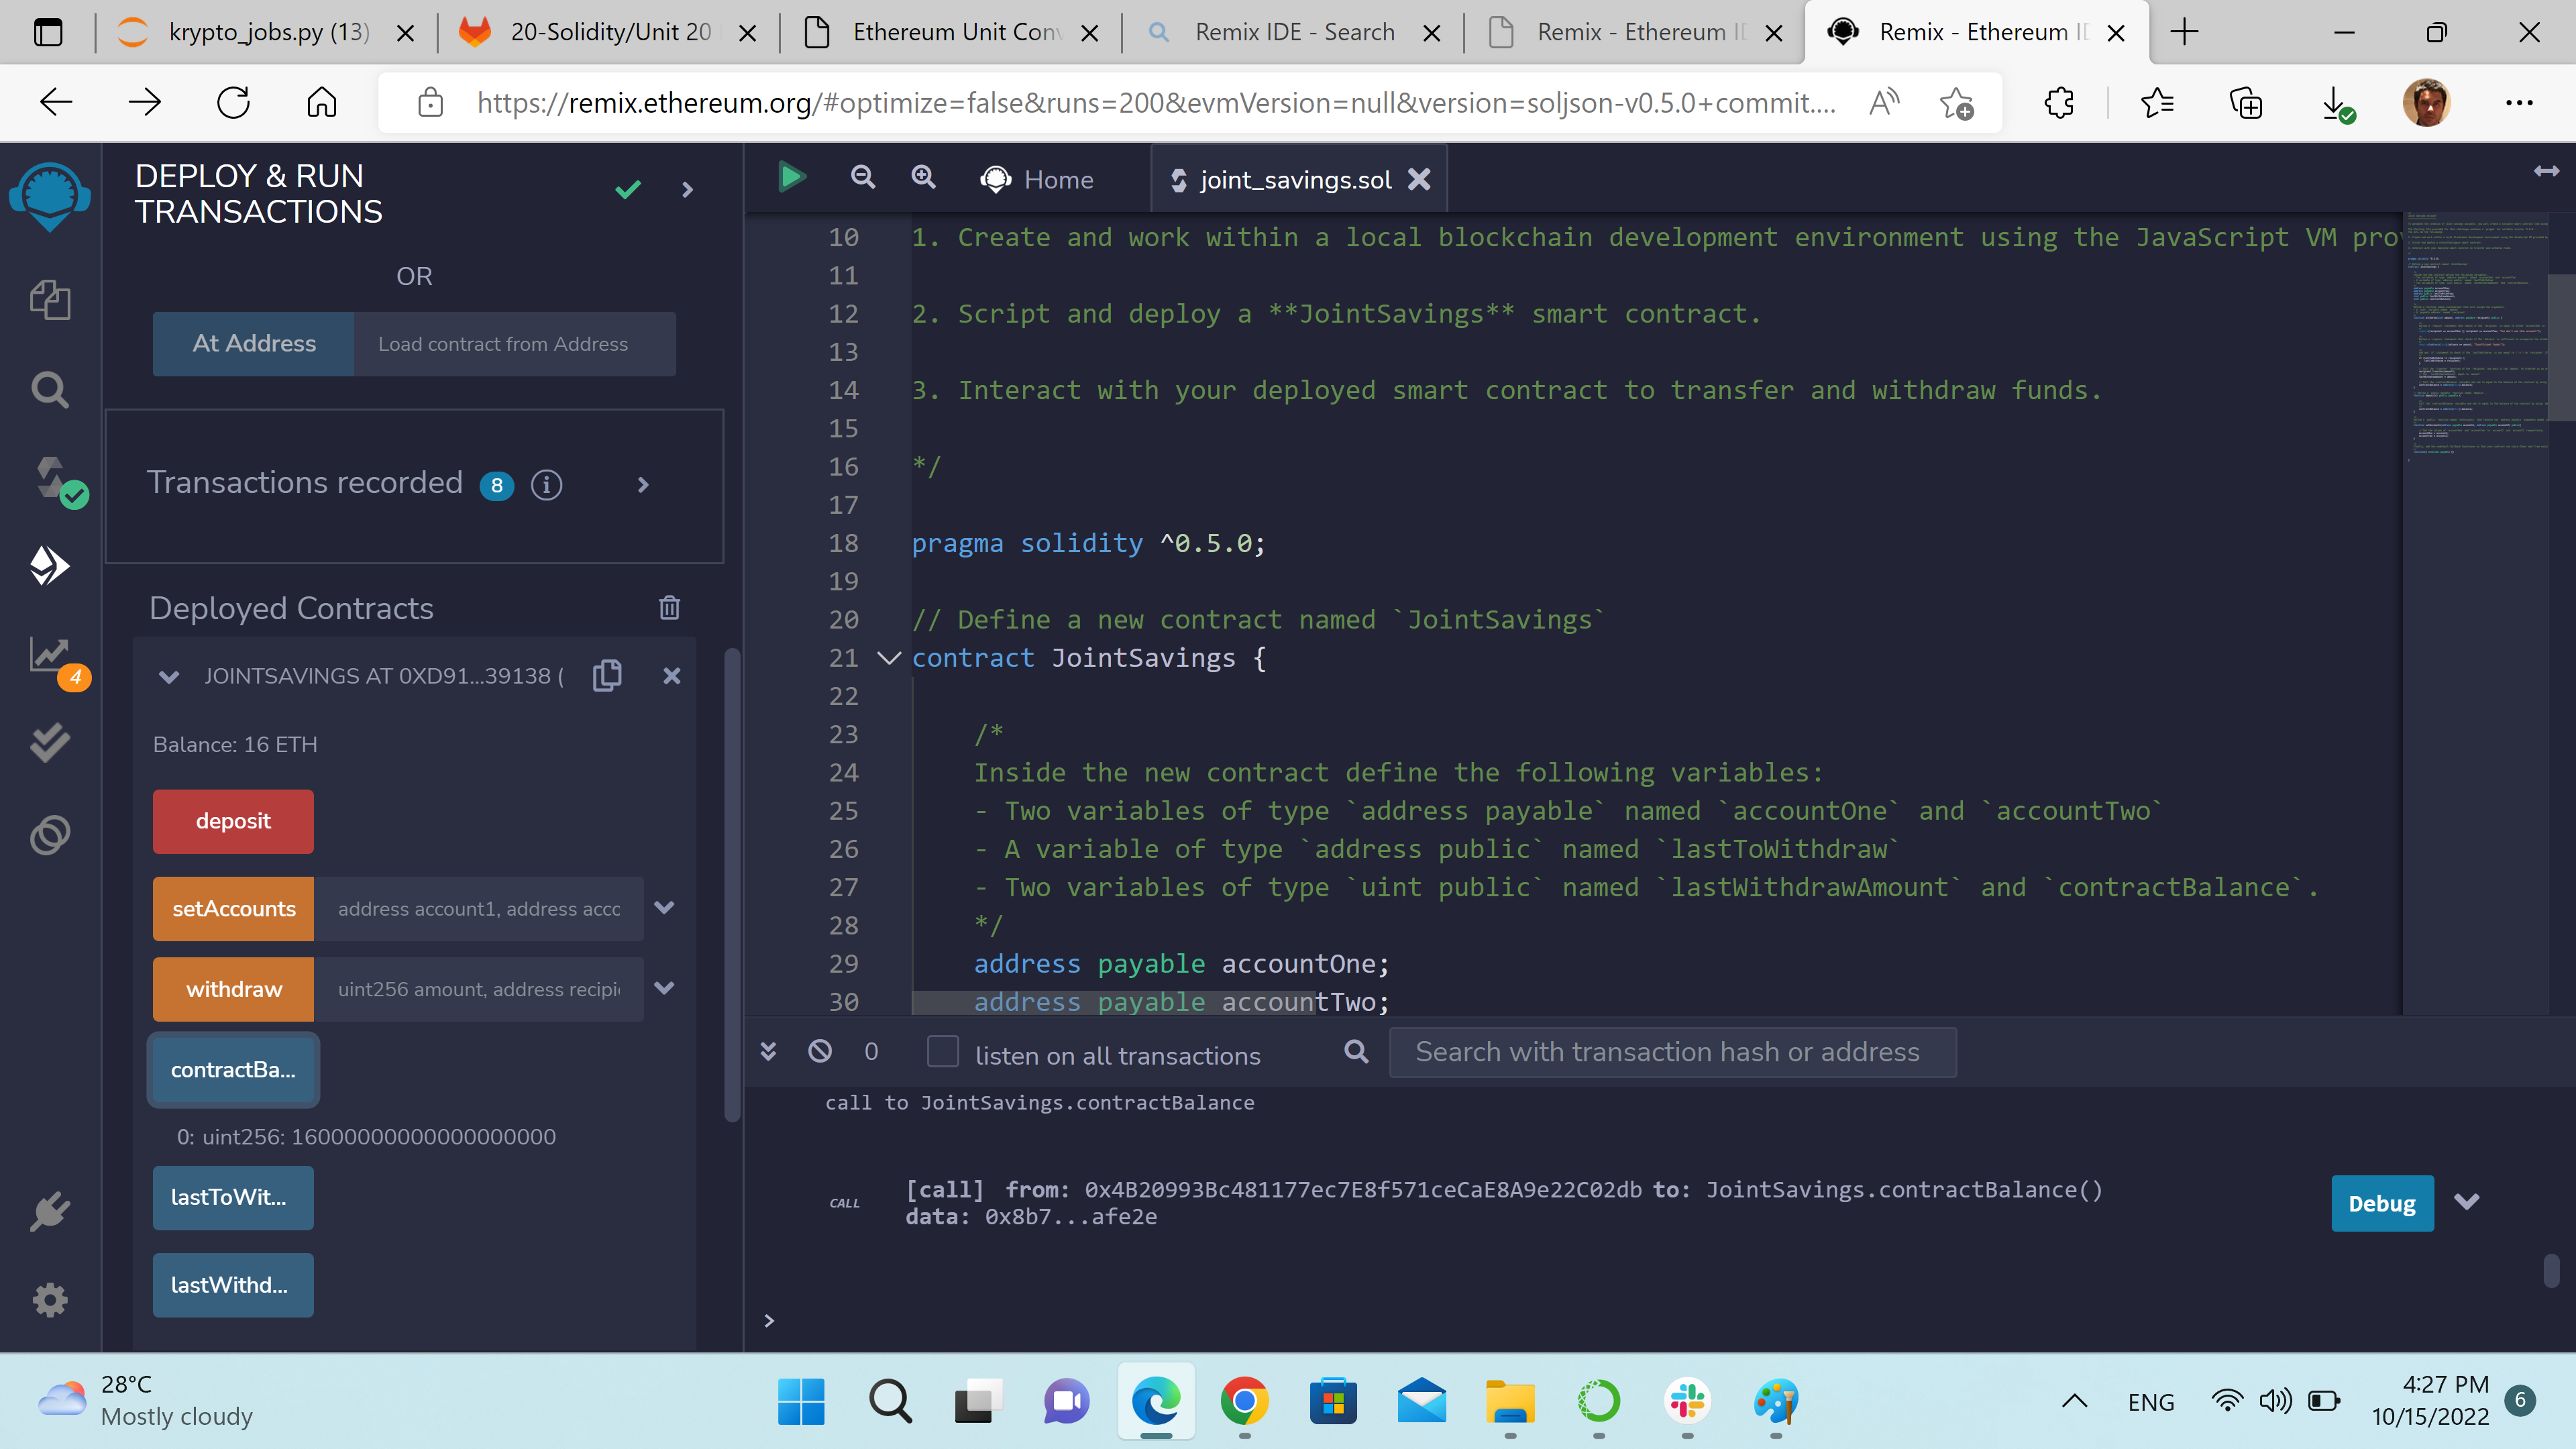 krypto_jobs.py (13)
20-Solidity/Unit 20
Ethereum Unit Conv
Remix IDE - Search
Remix - Ethereum I
Remix - Ethereum I
https://remix.ethereum.org/#optimize=false&runs=200&evmVersion=null&version=soljson-v0.5.0+commit....
DEPLOY & RUN
TRANSACTIONS
OR
At Address
Load contract from Address
Transactions recorded 8
4
Deployed Contracts
JOINTSAVINGS AT 0XD91...39138 (
Balance: 16 ETH
deposit
setAccounts
address account1, address acco
withdraw
uint256 amount, address recipi
contractBa...
0: uint256: 16000000000000000000
lastToWit...
lastWithd...
Home
joint_savings.sol
10 1. Create and work within a local blockchain development environment using the JavaScript VM pro
11
12 2. Script and deploy a **JointSavings** smart contract.
13
14 3. Interact with your deployed smart contract to transfer and withdraw funds.
15
16 */
17
18 pragma solidity ^0.5.0;
19
20 // Define a new contract named `JointSavings`
21 contract JointSavings {
22
23 /*
24 Inside the new contract define the following variables:
25 - Two variables of type `address payable` named `accountOne` and `accountTwo`
26 - A variable of type `address public` named `lastToWithdraw`
27 - Two variables of type `uint public` named `lastWithdrawAmount` and `contractBalance`.
28 */
29 address payable accountOne;
30 address payable accountTwo;
0
listen on all transactions
Search with transaction hash or address
call to JointSavings.contractBalance
CALL
[call] from: 0x4B20993Bc481177ec7E8f571ceCaE8A9e22C02db to: JointSavings.contractBalance()
data: 0x8b7...afe2e
Debug
>
28°C
Mostly cloudy
ENG
4:27 PM
10/15/2022
6